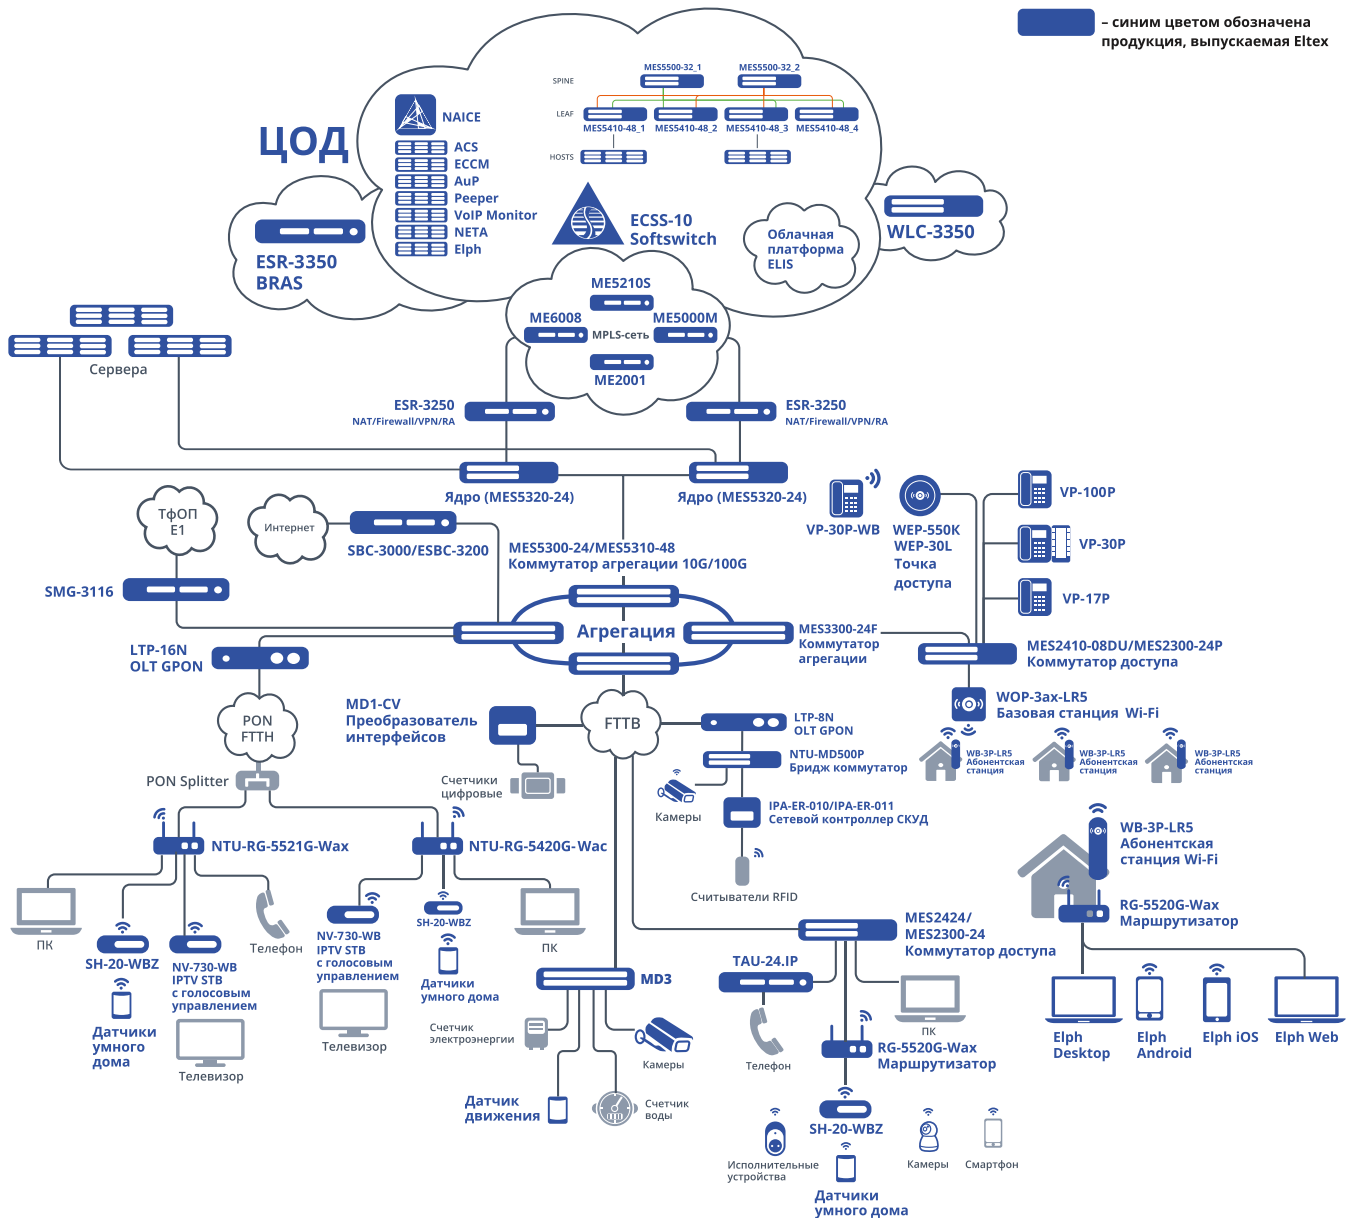 – синим цветом обозначена
продукция, выпускаемая Eltex
ЦОД
NAICE
ACS
ECCM
AuP
Peeper
VoIP Monitor
NETA
Elph
SPINE
MES5500-32_1
MES5500-32_2
LEAF
MES5410-48_1
MES5410-48_2
MES5410-48_3
MES5410-48_4
HOSTS
ECSS-10
Softswitch
Облачная
платформа
ELIS
WLC-3350
ESR-3350
BRAS
ME5210S
ME6008
MPLS-сеть
ME5000M
ME2001
Сервера
ESR-3250
NAT/Firewall/VPN/RA
ESR-3250
NAT/Firewall/VPN/RA
Ядро (MES5320-24)
Ядро (MES5320-24)
ТфОП
E1
Интернет
SBC-3000/ESBC-3200
SMG-3116
MES5300-24/MES5310-48
Коммутатор агрегации 10G/100G
VP-30P-WB
WEP-550K
WEP-30L
Точка
доступа
VP-100P
VP-30P
VP-17P
Агрегация
MES3300-24F
Коммутатор
агрегации
MES2410-08DU/MES2300-24P
Коммутатор доступа
LTP-16N
OLT GPON
PON
FTTH
PON Splitter
MD1-CV
Преобразователь
интерфейсов
Счетчики
цифровые
FTTB
LTP-8N
OLT GPON
NTU-MD500P
Бридж коммутатор
Камеры
IPA-ER-010/IPA-ER-011
Сетевой контроллер СКУД
Считыватели RFID
WOP-3ax-LR5
Базовая станция Wi-Fi
WB-3P-LR5
Абонентская
станция
WB-3P-LR5
Абонентская
станция
WB-3P-LR5
Абонентская
станция
WB-3P-LR5
Абонентская
станция Wi-Fi
RG-5520G-Wax
Маршрутизатор
Elph
Desktop
Elph
Android
Elph iOS
Elph Web
NTU-RG-5521G-Wax
NTU-RG-5420G-Wac
ПК
SH-20-WBZ
Датчики
умного
дома
NV-730-WB
IPTV STB
с голосовым
управлением
Телевизор
Телефон
NV-730-WB
IPTV STB
с голосовым
управлением
Телевизор
SH-20-WBZ
Датчики
умного дома
ПК
MD3
Счетчик
электроэнергии
Камеры
Датчик
движения
Счетчик
воды
MES2424/
MES2300-24
Коммутатор доступа
TAU-24.IP
Телефон
ПК
RG-5520G-Wax
Маршрутизатор
SH-20-WBZ
Исполнительные
устройства
Датчики
умного дома
Камеры
Смартфон